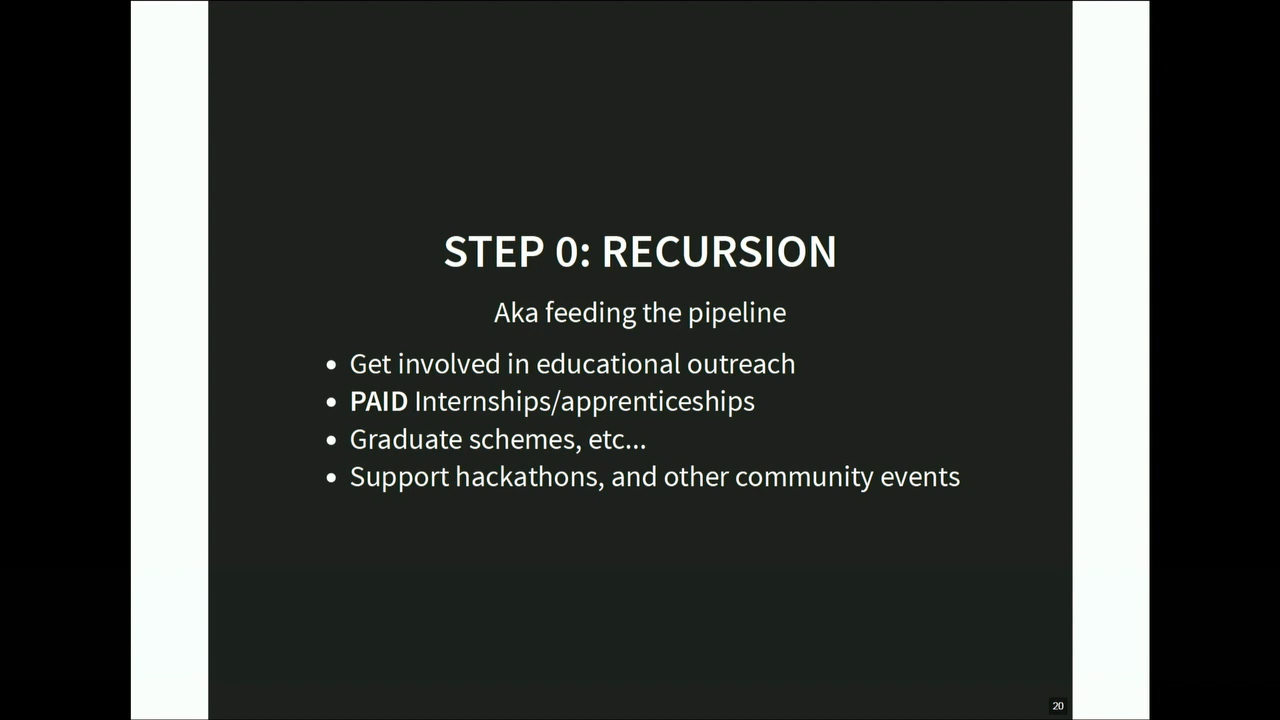 STEP 0: RECURSION
Aka feeding the pipeline
• Get involved in educational outreach
• PAID Internships/apprenticeships
• Graduate schemes, etc...
• Support hackathons, and other community events
20